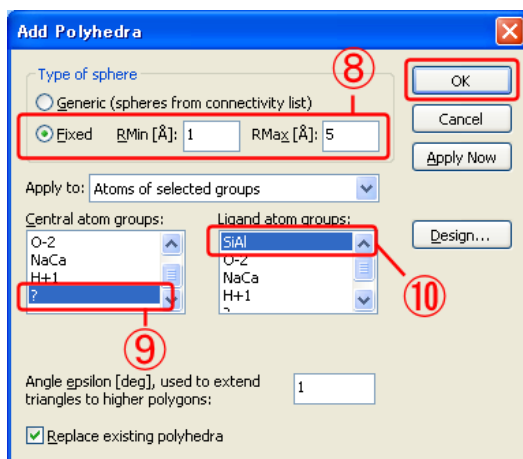 Add Polyhedra
Type of sphere
⑧
Generic (spheres from connectivity list)
Fixed RMin [Å]: 1 RMax [Å]: 5
OK
Cancel
Apply Now
Apply to: Atoms of selected groups
Central atom groups: Ligand atom groups:
Design...
O-2
NaCa
H+1
?
SiAl
O-2
NaCa
H+1
⑨
⑩
Angle epsilon [deg], used to extend
triangles to higher polygons: 1
Replace existing polyhedra